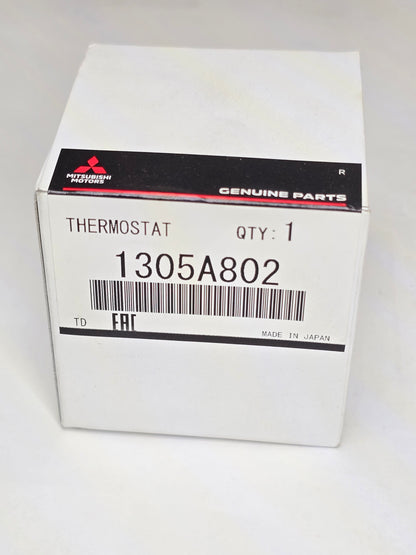 MITSUBISHI
MOTORS
R
GENUINE PARTS
THERMOSTAT QTY: 1
1305A802
TD EAC
MADE IN JAPAN